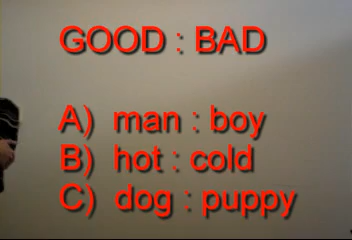 GOOD : BAD
A) man : boy
B) hot : cold
C) dog : puppy